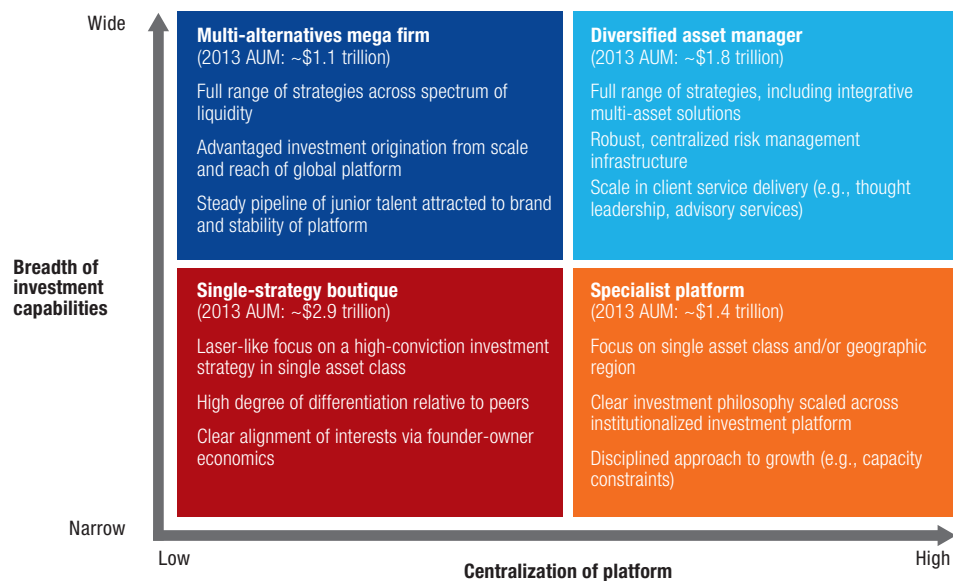 Wide
Multi-alternatives mega firm
(2013 AUM: ~$1.1 trillion)
Full range of strategies across spectrum of
liquidity
Advantaged investment origination from scale
and reach of global platform
Steady pipeline of junior talent attracted to brand
and stability of platform
Diversified asset manager
(2013 AUM: ~$1.8 trillion)
Full range of strategies, including integrative
multi-asset solutions
Robust, centralized risk management
infrastructure
Scale in client service delivery (e.g., thought
leadership, advisory services)
Breadth of
investment
capabilities
Single-strategy boutique
(2013 AUM: ~$2.9 trillion)
Laser-like focus on a high-conviction investment
strategy in single asset class
High degree of differentiation relative to peers
Clear alignment of interests via founder-owner
economics
Specialist platform
(2013 AUM: ~$1.4 trillion)
Focus on single asset class and/or geographic
region
Clear investment philosophy scaled across
institutionalized investment platform
Disciplined approach to growth (e.g., capacity
constraints)
Narrow
Low
High
Centralization of platform